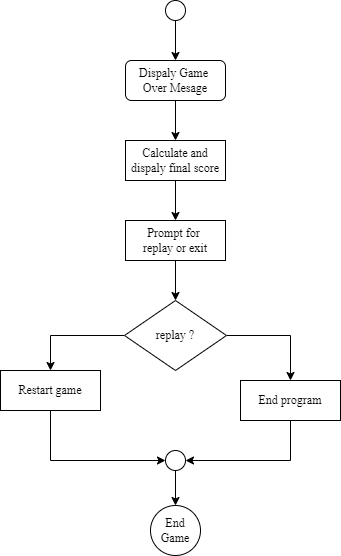 Dispaly Game
Over Mesage
Calculate and
dispaly final score
Prompt for
replay or exit
replay ?
Restart game
End program
End
Game